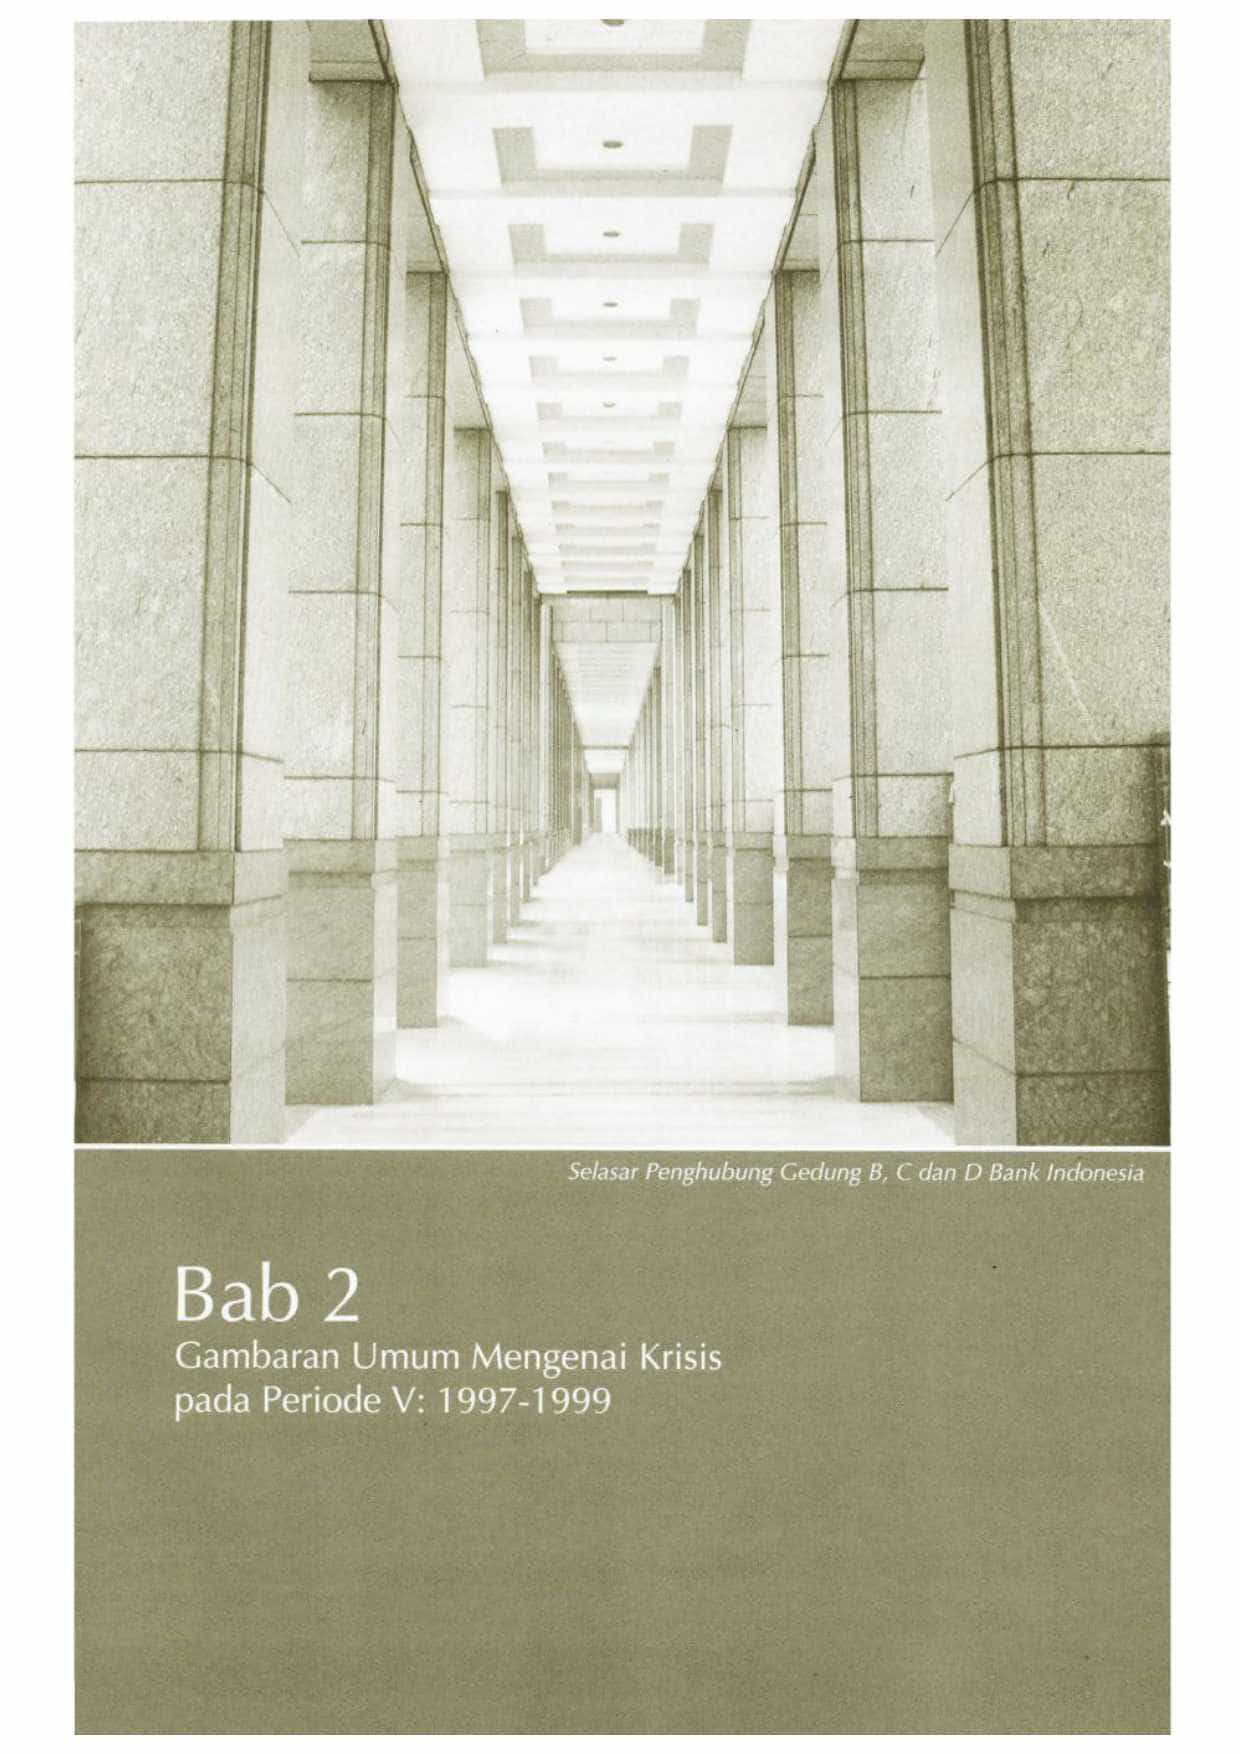 Selasar Penghubung Gedung B, C dan D Bank Indonesia
Bab 2
Gambaran Umum Mengenai Krisis
pada Periode V: 1997-1999